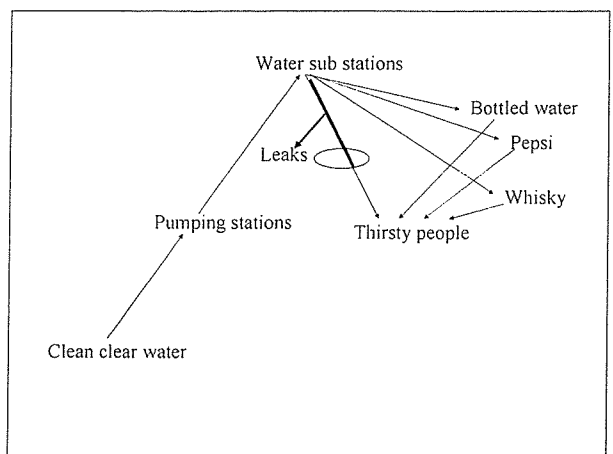 Water sub stations
Bottled water
Pepsi
Leaks
Whisky
Pumping stations
Thirsty people
Clean clear water